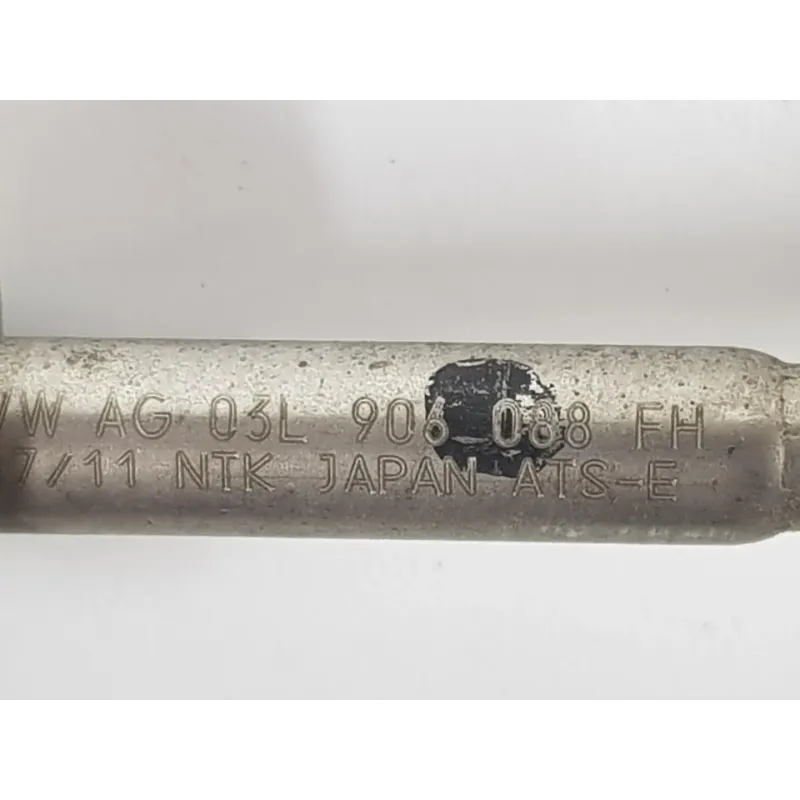 VW AG 03L 906 088 FH
7/11 NTK JAPAN ATS-E